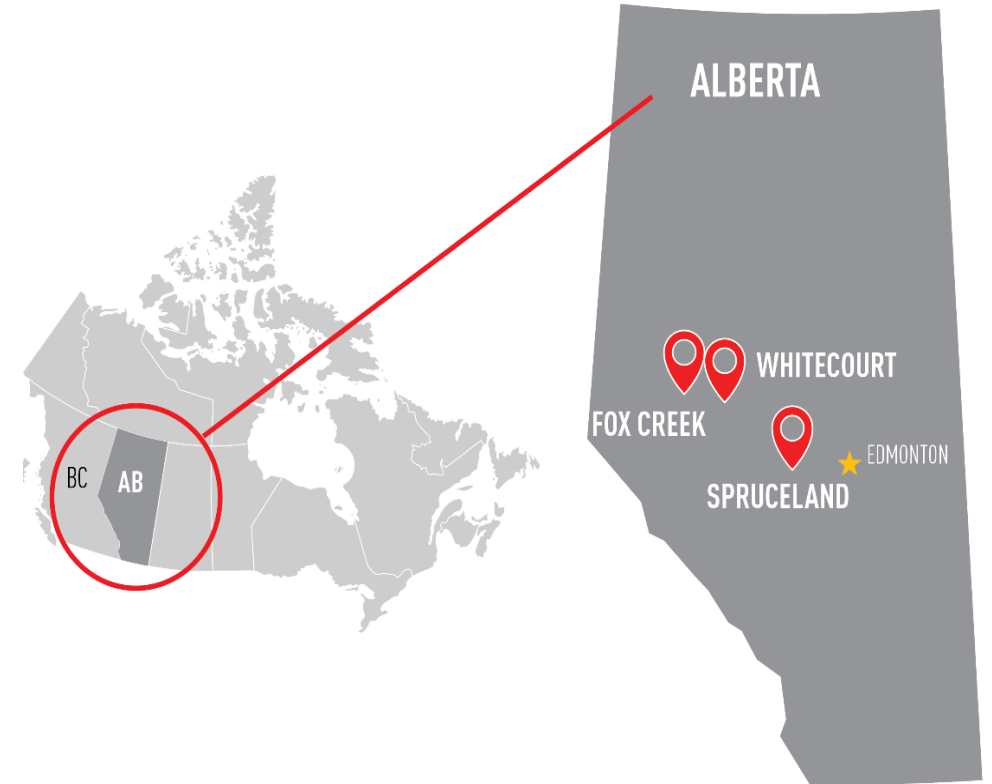 ALBERTA
BC
AB
WHITECOURT
FOX CREEK
EDMONTON
SPRUCELAND